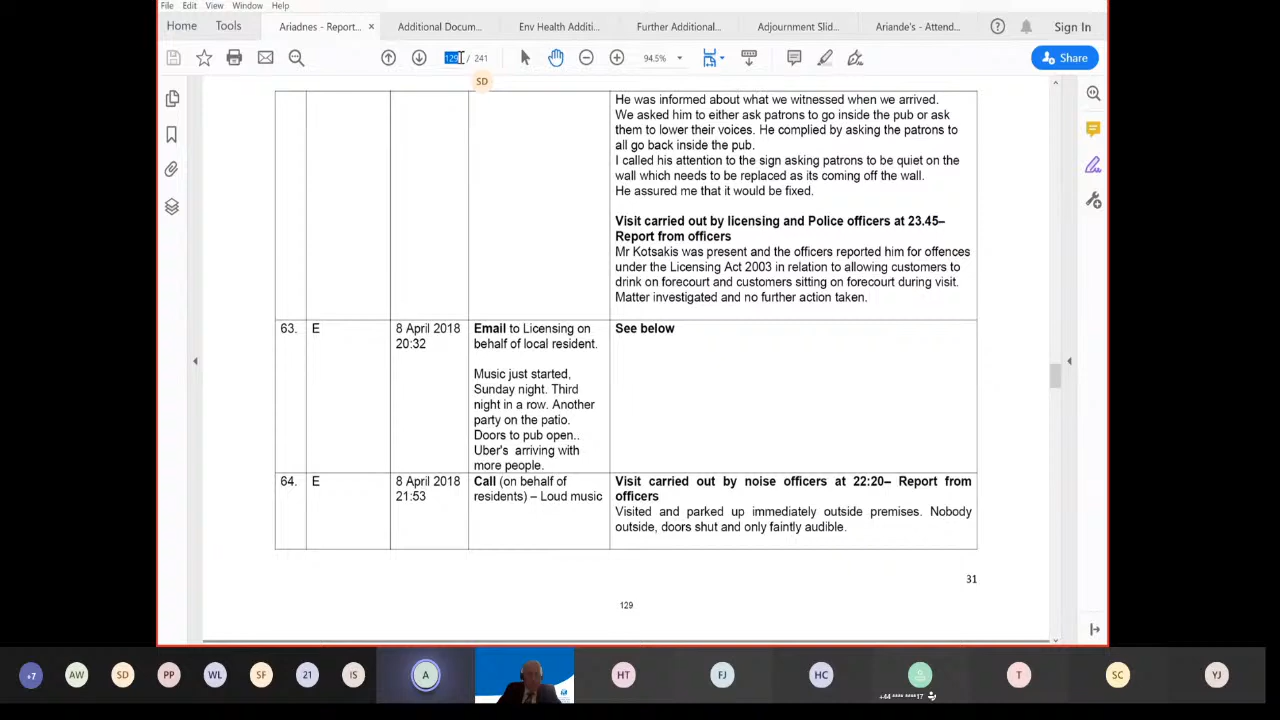 File Edit View Window Help
Home Tools Ariadnes - Report... × Additional Docum... Env Health Additi... Further Additional... Adjournment Slid... Ariande's - Attend... Sign In
129 / 241 94.5% Share
SD
He was informed about what we witnessed when we arrived.
We asked him to either ask patrons to go inside the pub or ask
them to lower their voices. He complied by asking the patrons to
all go back inside the pub.
I called his attention to the sign asking patrons to be quiet on the
wall which needs to be replaced as its coming off the wall.
He assured me that it would be fixed.
Visit carried out by licensing and Police officers at 23.45–
Report from officers
Mr Kotsakis was present and the officers reported him for offences
under the Licensing Act 2003 in relation to allowing customers to
drink on forecourt and customers sitting on forecourt during visit.
Matter investigated and no further action taken.
63. E 8 April 2018
20:32
Email to Licensing on
behalf of local resident.
Music just started,
Sunday night. Third
night in a row. Another
party on the patio.
Doors to pub open..
Uber's arriving with
more people.
See below
64. E 8 April 2018
21:53
Call (on behalf of
residents) – Loud music
Visit carried out by noise officers at 22:20– Report from
officers
Visited and parked up immediately outside premises. Nobody
outside, doors shut and only faintly audible.
31
129
+7 AW SD PP WL SF 21 IS A HT FJ HC S T SC YJ
+44 **** ****17